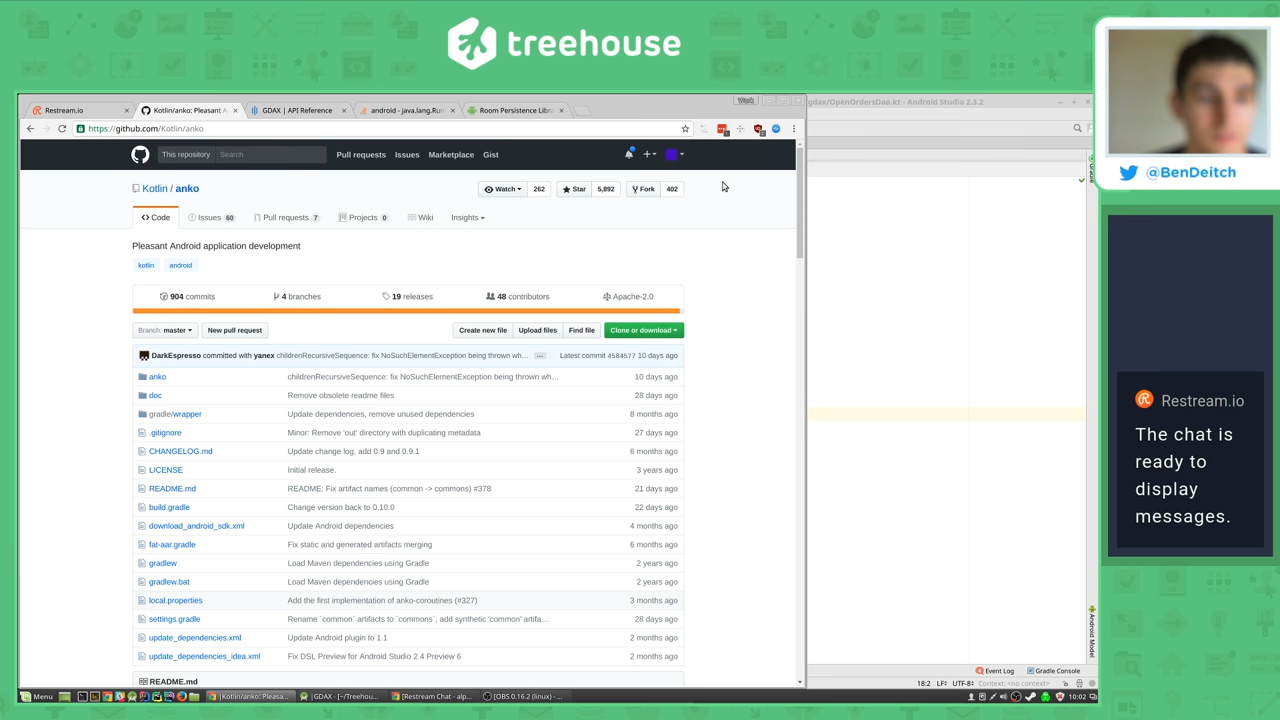 treehouse
Restream.io
Kotlin/anko: Pleasant A
GDAX | API Reference
android - java.lang.Run
Room Persistence Libra
Work
gdax/OpenOrdersDao.kt - Android Studio 2.3.2
https://github.com/Kotlin/anko
This repository
Search
Pull requests
Issues
Marketplace
Gist
@BenDeitch
Kotlin / anko
Watch 262
Star 5,892
Fork 402
Code
Issues 60
Pull requests 7
Projects 0
Wiki
Insights
Pleasant Android application development
kotlin
android
904 commits
4 branches
19 releases
48 contributors
Apache-2.0
Branch: master
New pull request
Create new file
Upload files
Find file
Clone or download
DarkEspresso committed with yanex childrenRecursiveSequence: fix NoSuchElementException being thrown wh… ... Latest commit 4584577 10 days ago
anko childrenRecursiveSequence: fix NoSuchElementException being thrown wh… 10 days ago
doc Remove obsolete readme files 28 days ago
gradle/wrapper Update dependencies, remove unused dependencies 8 months ago
.gitignore Minor: Remove 'out' directory with duplicating metadata 27 days ago
CHANGELOG.md Update change log, add 0.9 and 0.9.1 6 months ago
LICENSE Initial release. 3 years ago
README.md README: Fix artifact names (common -> commons) #378 21 days ago
build.gradle Change version back to 0.10.0 22 days ago
download_android_sdk.xml Update Android dependencies 4 months ago
fat-aar.gradle Fix static and generated artifacts merging 6 months ago
gradlew Load Maven dependencies using Gradle 2 years ago
gradlew.bat Load Maven dependencies using Gradle 2 years ago
local.properties Add the first implementation of anko-coroutines (#327) 3 months ago
settings.gradle Rename `common` artifacts to `commons`, add synthetic 'common' artifa… 28 days ago
update_dependencies.xml Update Android plugin to 1.1 2 months ago
update_dependencies_idea.xml Fix DSL Preview for Android Studio 2.4 Preview 6 2 months ago
README.md
Restream.io
The chat is
ready to
display
messages.
Gradle
Android Model
Event Log
Gradle Console
18:2 LF÷ UTF-8÷ Context: <no context>
Menu
[Kotlin/anko: Pleasa...
GDAX - [~/Treehou...
[Restream Chat - alp...
[OBS 0.16.2 (linux) - ...
10:02